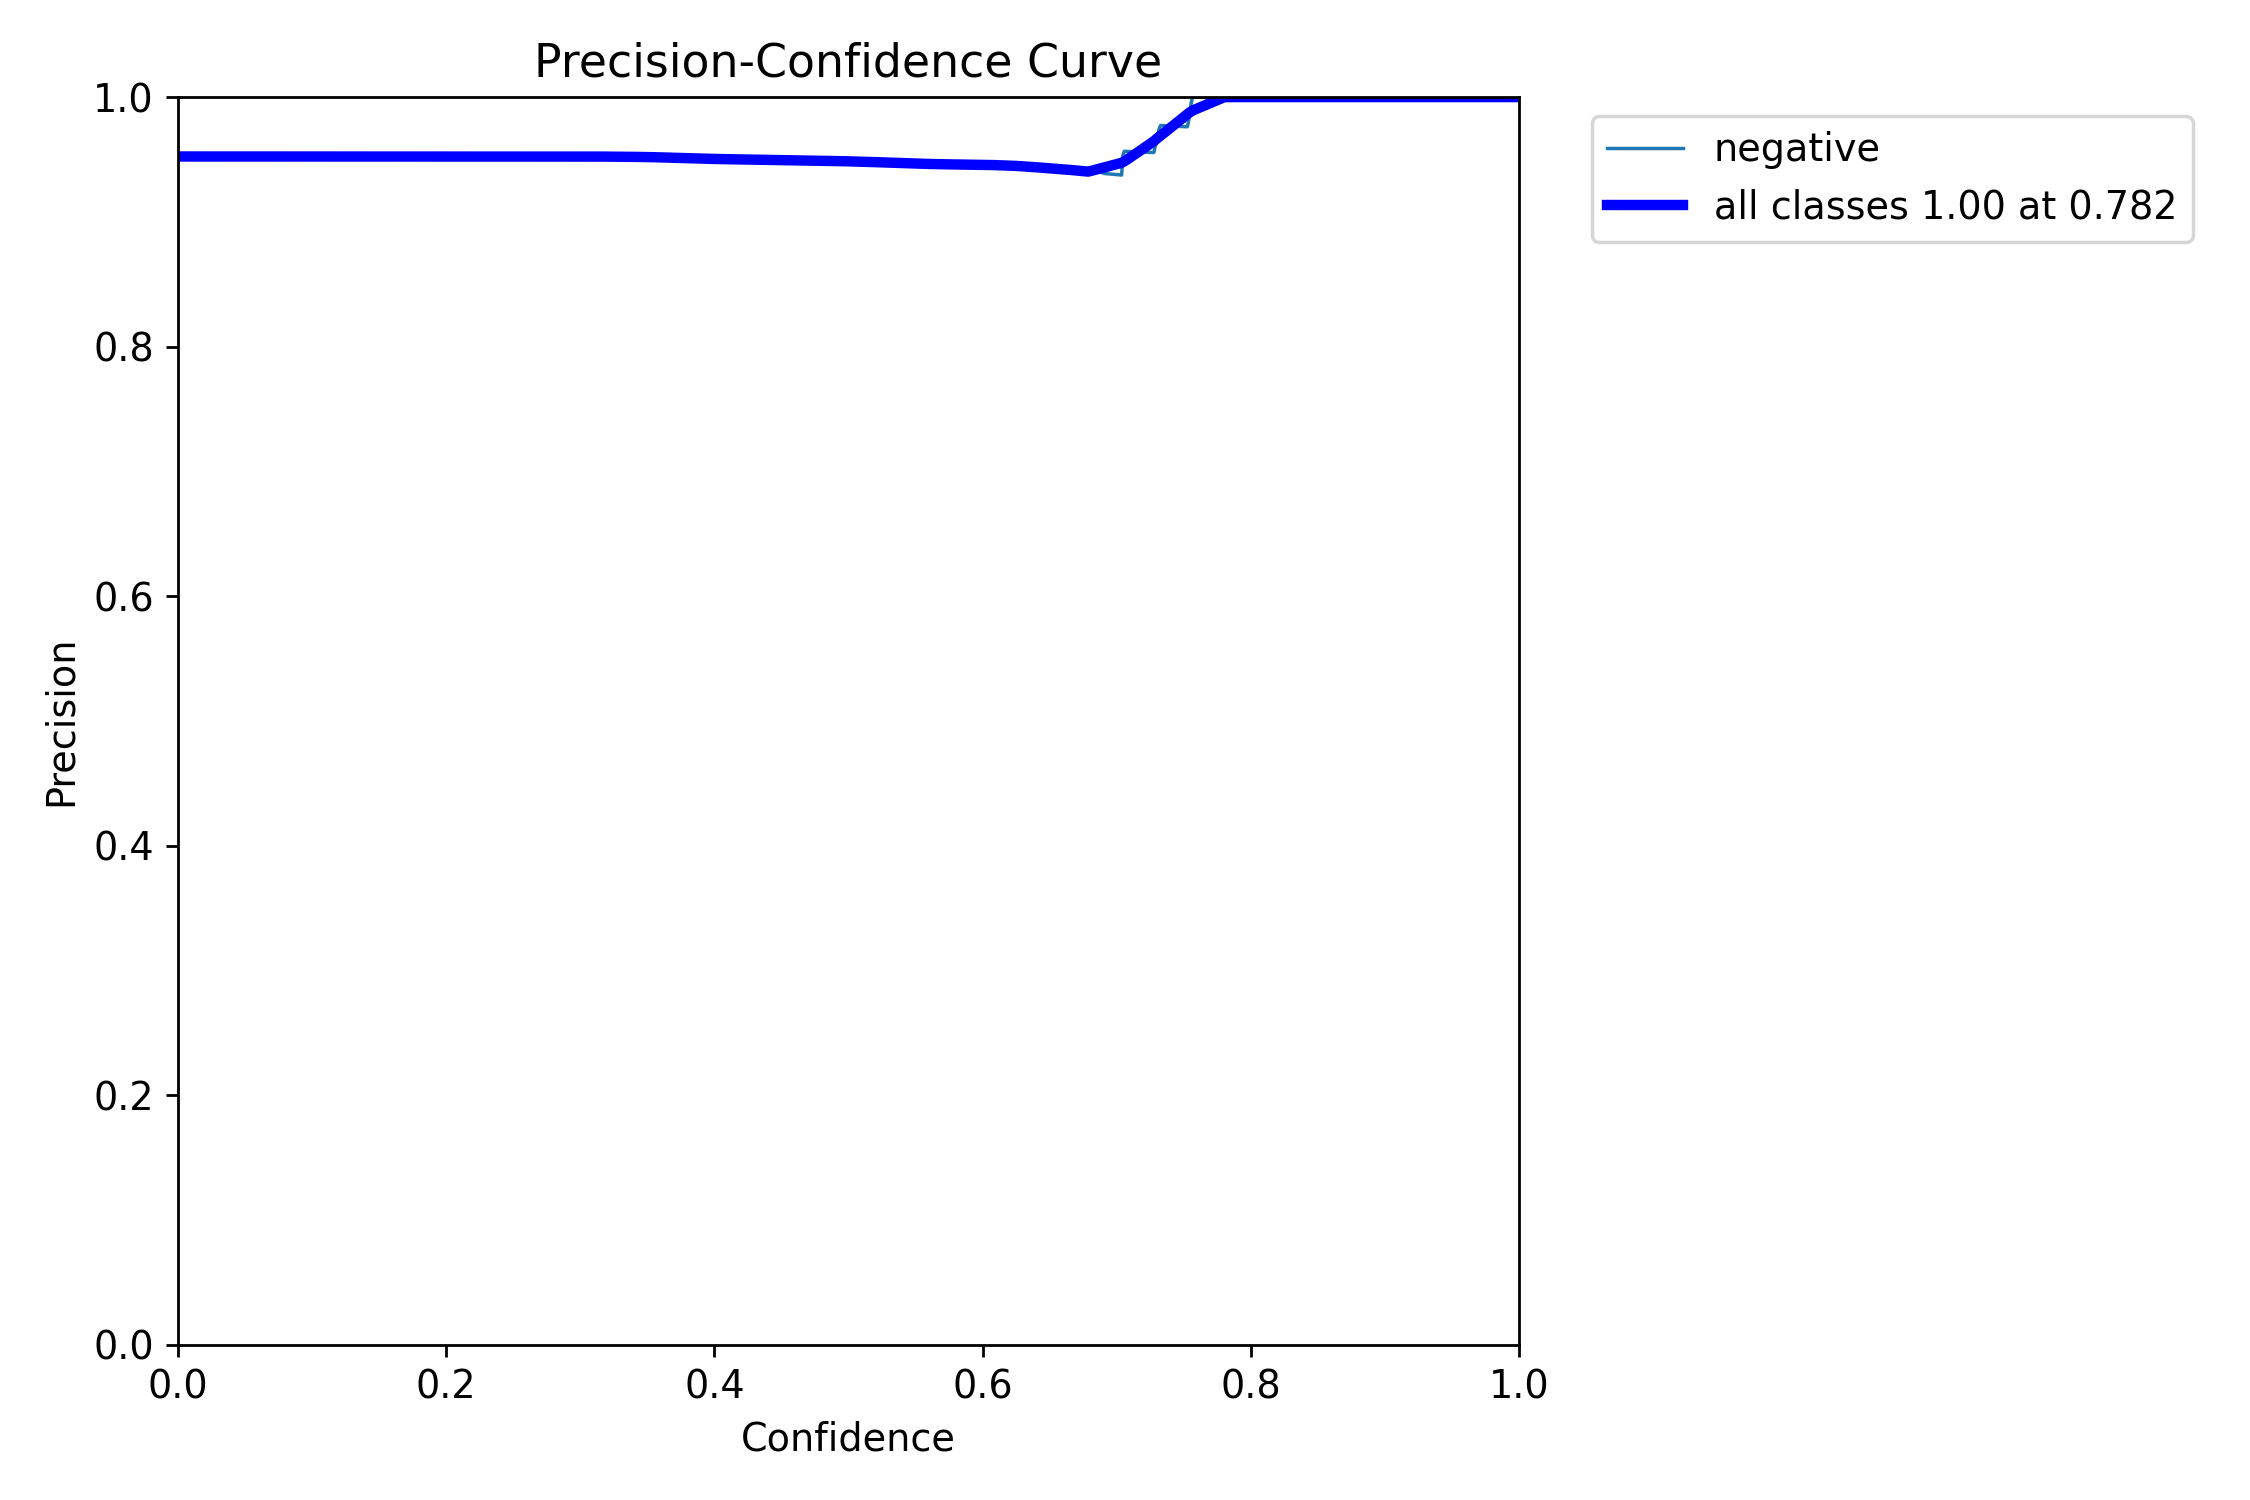 Precision-Confidence Curve
1.0
0.8
0.6
0.4
0.2
0.0
Precision
0.0 0.2 0.4 0.6 0.8 1.0
Confidence
negative
all classes 1.00 at 0.782